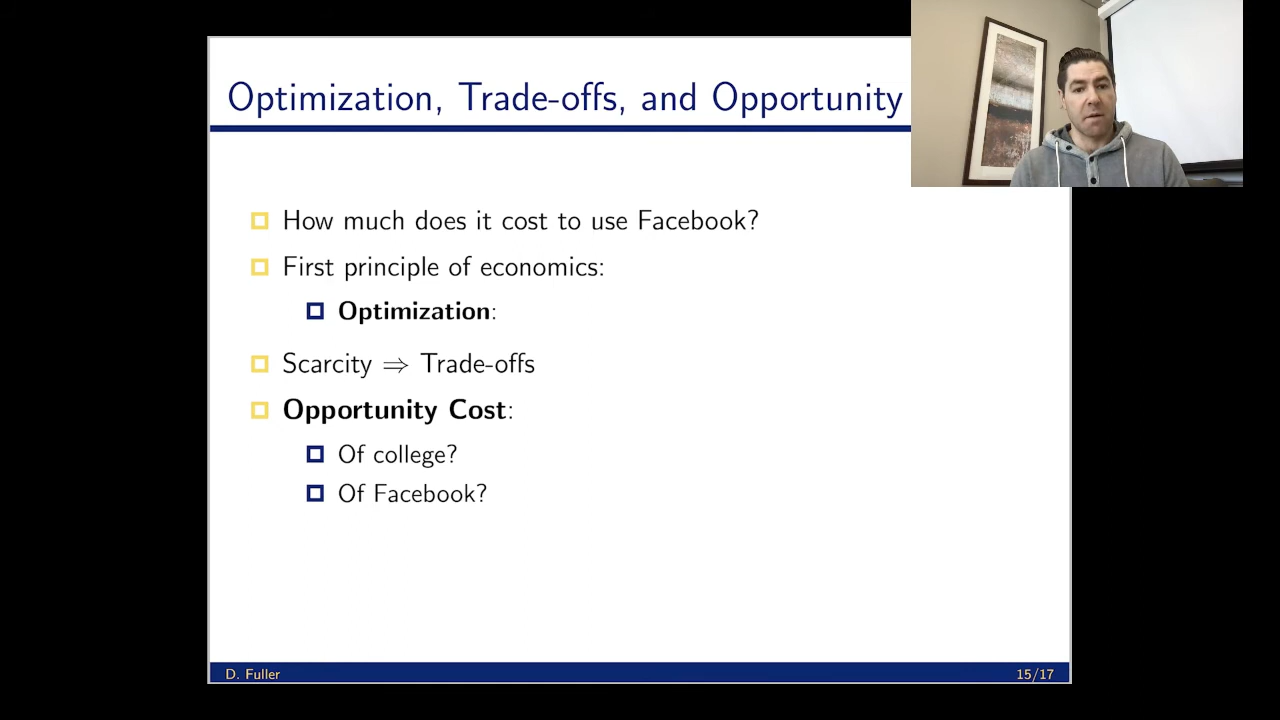 Optimization, Trade-offs, and Opportunity
How much does it cost to use Facebook?
First principle of economics:
Optimization:
Scarcity ⇒ Trade-offs
Opportunity Cost:
Of college?
Of Facebook?
D. Fuller
15/17